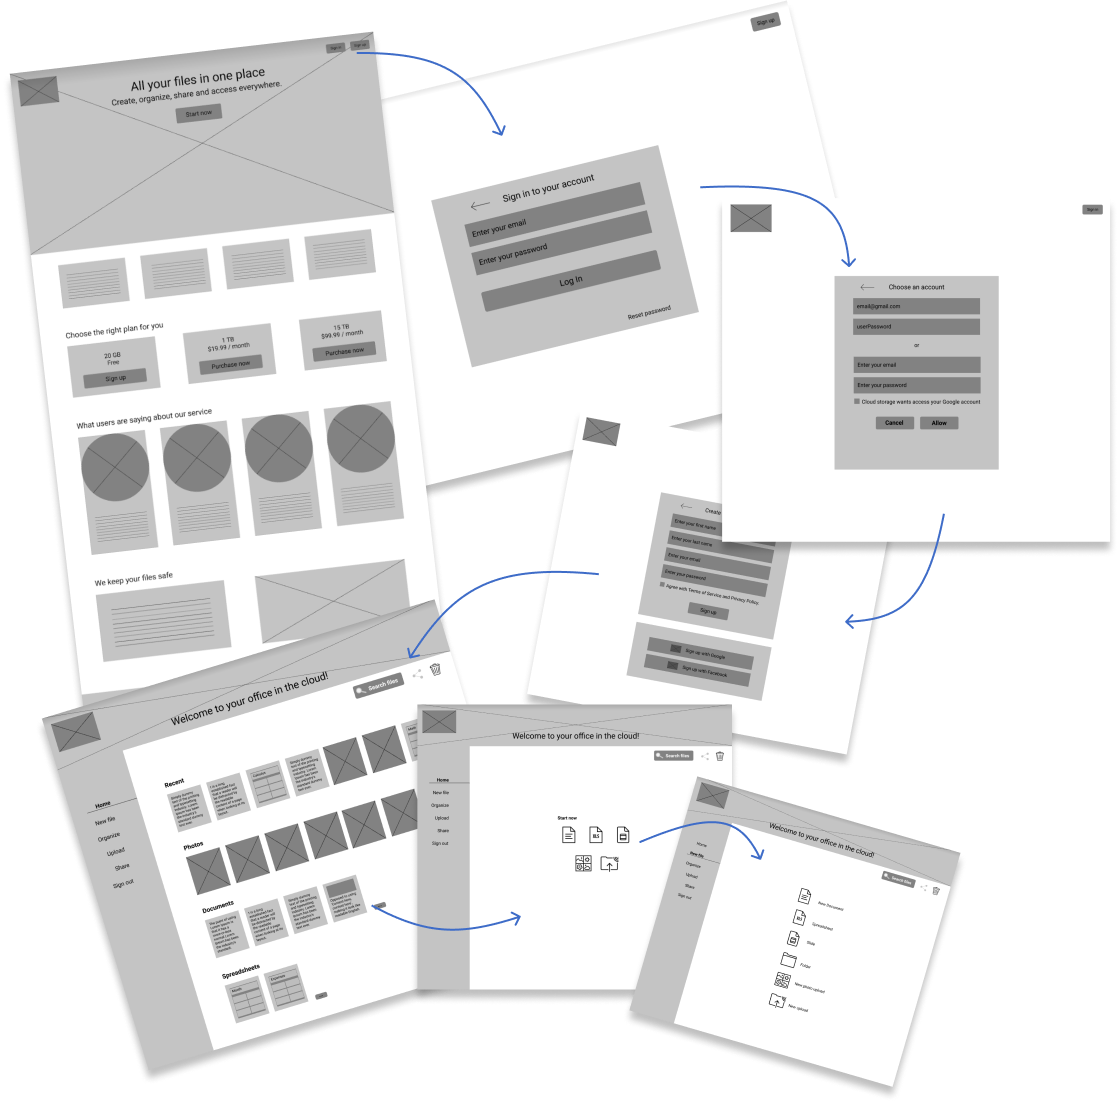 Sign in
Sign up
All your files in one place
Create, organize, share and access everywhere.
Start now
Choose the right plan for you
20 GB
Free
Sign up
1 TB
$19.99 / month
Purchase now
15 TB
$99.99 / month
Purchase now
What users are saying about our service
We keep your files safe
Sign up
Sign in to your account
Enter your email
Enter your password
Log In
Reset password
Sign in
Choose an account
email@gmail.com
userPassword
or
Enter your email
Enter your password
Cloud storage wants access your Google account
Cancel
Allow
Create
Enter your first name
Enter your last name
Enter your email
Enter your password
Agree with Terms of Service and Privacy Policy.
Sign up
Sign up with Google
Sign up with Facebook
Welcome to your office in the cloud!
Search files
Home
New file
Organize
Upload
Share
Sign out
Recent
Photos
Documents
Spreadsheets
Welcome to your office in the cloud!
Search files
Home
New file
Organize
Upload
Share
Sign out
Start now
XLS
Welcome to your office in the cloud!
Search files
Home
New file
Organize
Upload
Share
Sign out
New Document
Spreadsheet
Slide
Folder
New photo upload
New upload